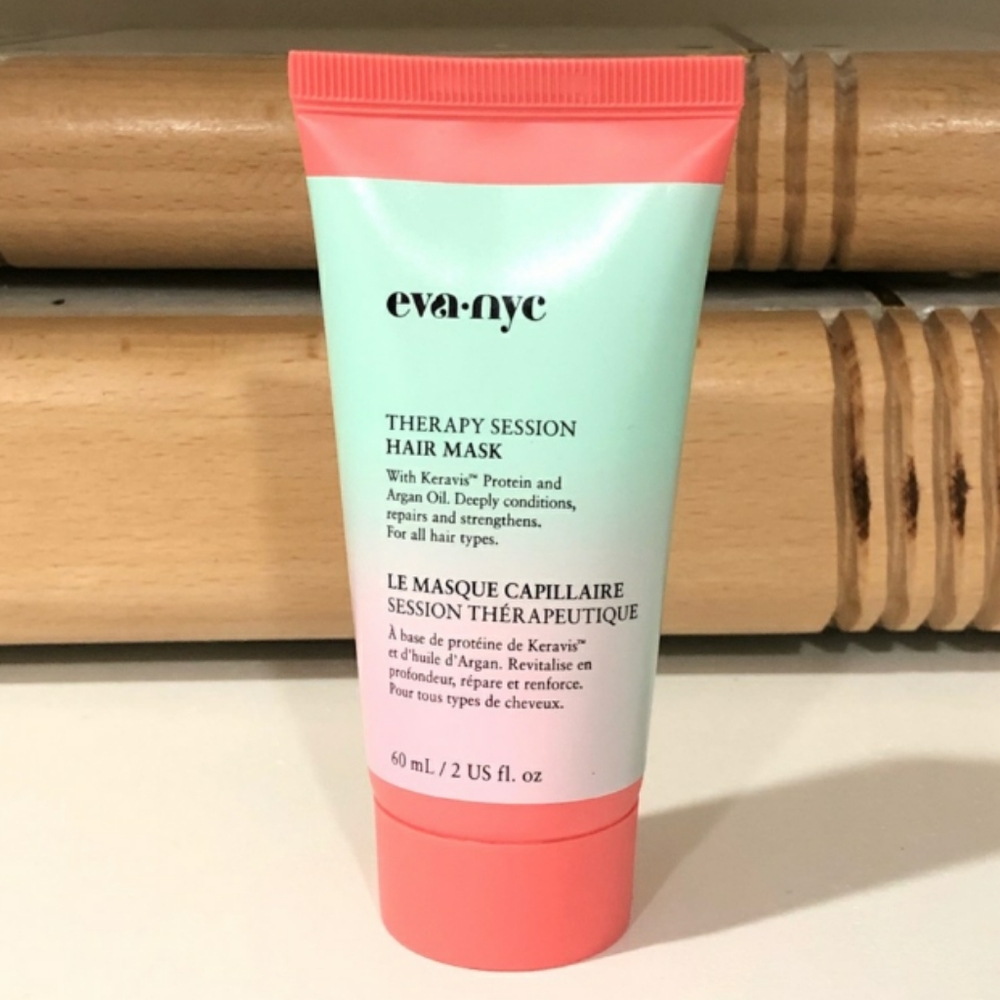 eva·nyc
THERAPY SESSION
HAIR MASK
With Keravis™ Protein and
Argan Oil. Deeply conditions,
repairs and strengthens.
For all hair types.
LE MASQUE CAPILLAIRE
SESSION THÉRAPEUTIQUE
À base de protéine de Keravis™
et d'huile d'Argan. Revitalise en
profondeur, répare et renforce.
Pour tous types de cheveux.
60 mL / 2 US fl. oz